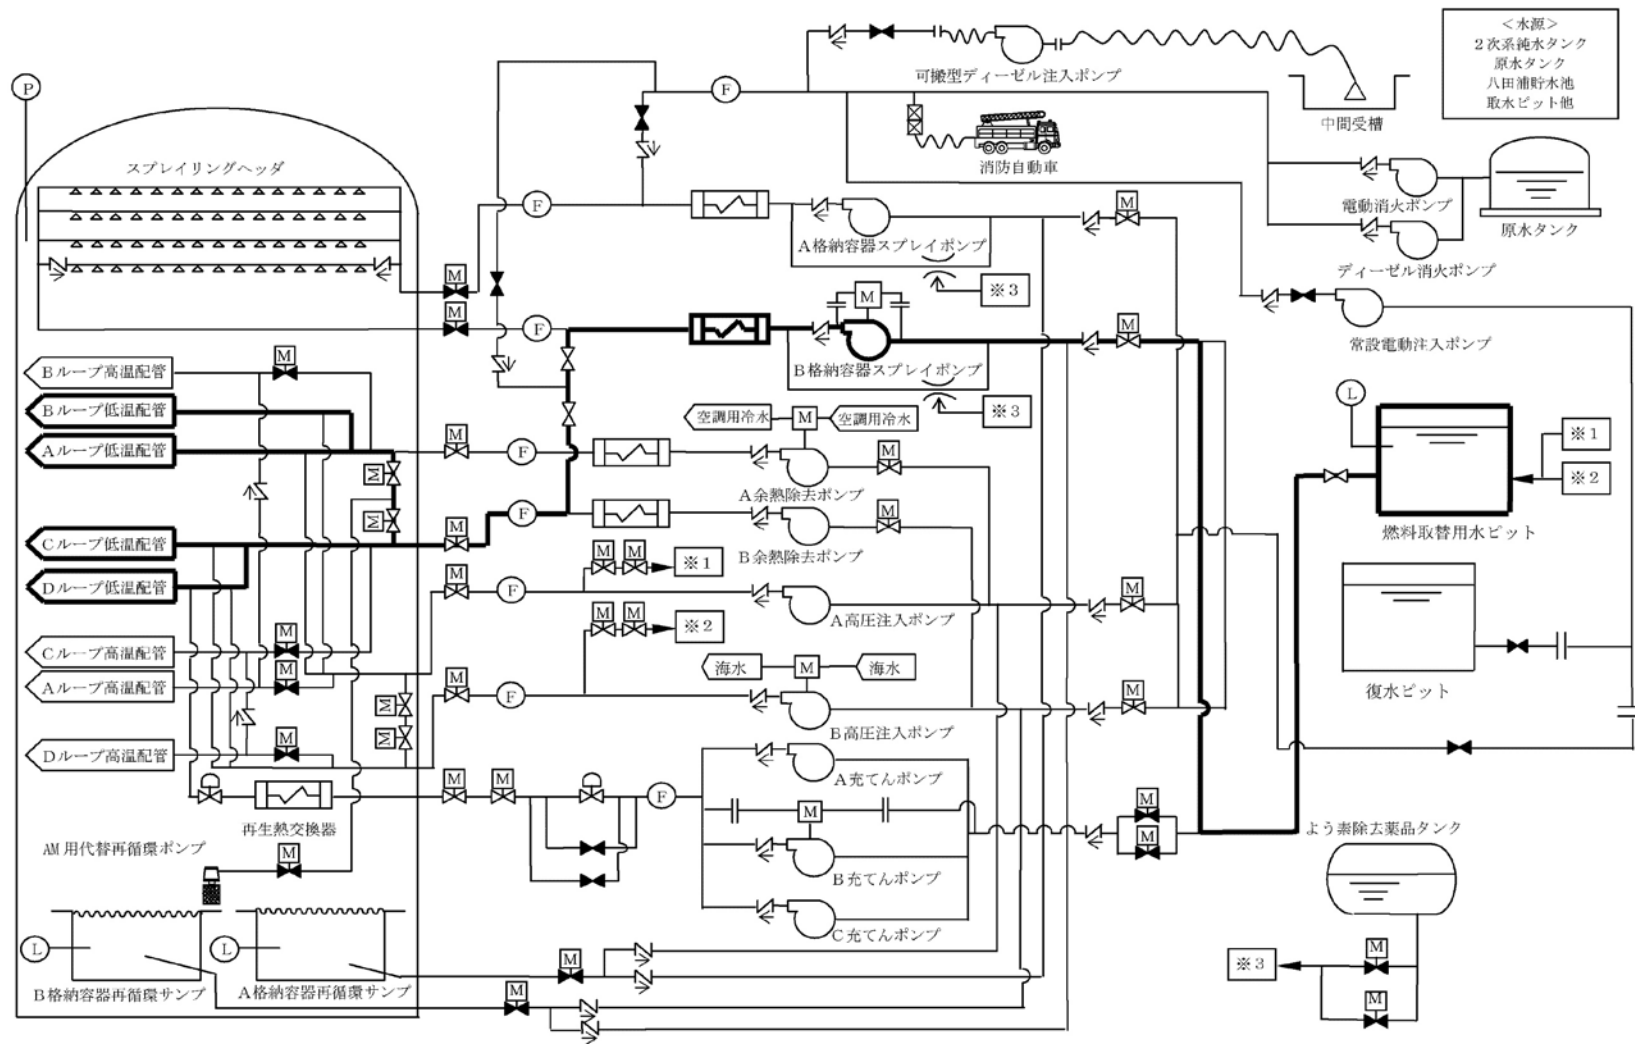 ＜水源＞
２次系純水タンク
原水タンク
八田浦貯水池
取水ピット他
可搬型ディーゼル注入ポンプ
中間受槽
消防自動車
電動消火ポンプ
原水タンク
ディーゼル消火ポンプ
常設電動注入ポンプ
P
F
スプレイリングヘッダ
F
M
A格納容器スプレイポンプ
※3
M
M
F
M
M
B格納容器スプレイポンプ
※3
Bループ高温配管
M
Bループ低温配管
Aループ低温配管
M
M
M
F
空調用冷水
M
空調用冷水
M
A余熱除去ポンプ
L
※1
※2
燃料取替用水ピット
Cループ低温配管
Dループ低温配管
M
F
M
B余熱除去ポンプ
M
M
※1
M
F
A高圧注入ポンプ
M
M
M
※2
Cループ高温配管
M
Aループ高温配管
M
M
M
M
F
海水
M
海水
B高圧注入ポンプ
M
復水ピット
Dループ高温配管
M
A充てんポンプ
再生熱交換器
M
M
F
M
B充てんポンプ
M
M
C充てんポンプ
よう素除去薬品タンク
AM用代替再循環ポンプ
M
L
L
B格納容器再循環サンプ
A格納容器再循環サンプ
M
M
※3
M
M